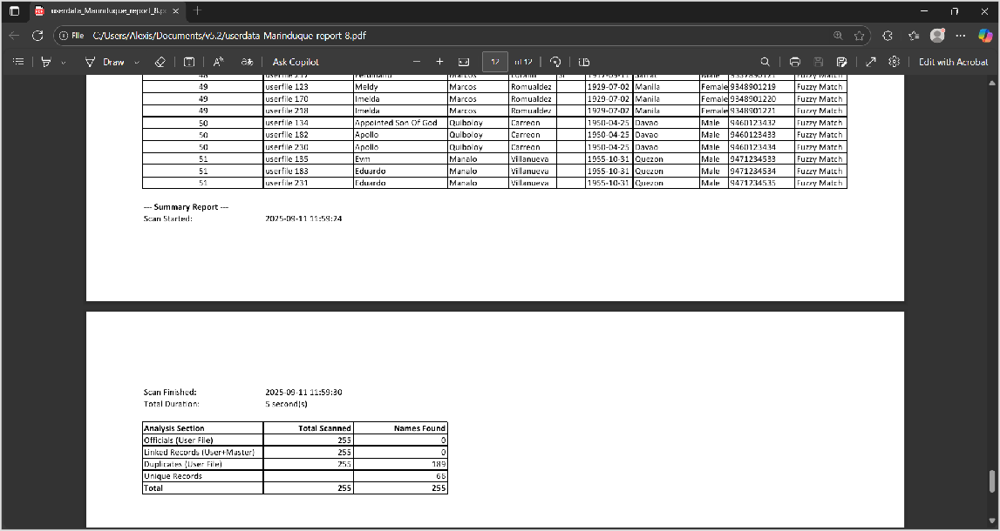 userdata_Marinduque_report_8.pc
File C:/Users/Alexis/Documents/v5.2/userdata-Marinduque-report-8.pdf
Draw Ask Copilot 12 of 12 Edit with Acrobat
48 userfile 217 Ferdinand Marcos Edralin Sr 1917-09-11 Sarrat Male 9337890121 Fuzzy Match
49 userfile 123 Meldy Marcos Romualdez 1929-07-02 Manila Female 9348901219 Fuzzy Match
49 userfile 170 Imelda Marcos Romualdez 1929-07-02 Manila Female 9348901220 Fuzzy Match
49 userfile 218 Imelda Marcos Romualdez 1929-07-02 Manila Female 9348901221 Fuzzy Match
50 userfile 134 Appointed Son Of God Quiboloy Carreon 1950-04-25 Davao Male 9460123432 Fuzzy Match
50 userfile 182 Apollo Quiboloy Carreon 1950-04-25 Davao Male 9460123433 Fuzzy Match
50 userfile 230 Apollo Quiboloy Carreon 1950-04-25 Davao Male 9460123434 Fuzzy Match
51 userfile 135 Evm Manalo Villanueva 1955-10-31 Quezon Male 9471234533 Fuzzy Match
51 userfile 183 Eduardo Manalo Villanueva 1955-10-31 Quezon Male 9471234534 Fuzzy Match
51 userfile 231 Eduardo Manalo Villanueva 1955-10-31 Quezon Male 9471234535 Fuzzy Match
--- Summary Report ---
Scan Started: 2025-09-11 11:59:24
Scan Finished: 2025-09-11 11:59:30
Total Duration: 5 second(s)
Analysis Section Total Scanned Names Found
Officials (User File) 255 0
Linked Records (User+Master) 255 0
Duplicates (User File) 255 189
Unique Records 66
Total 255 255